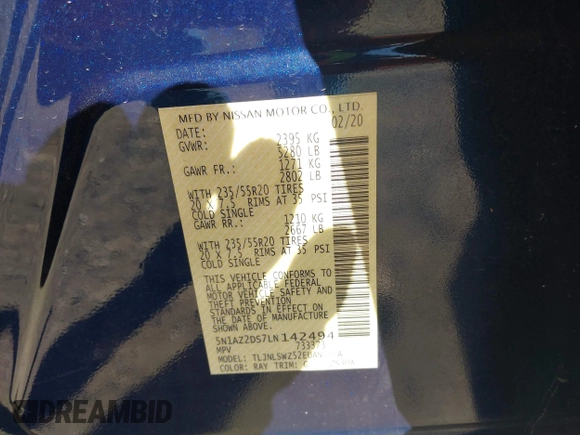 MFD BY NISSAN MOTOR CO., LTD.
DATE: 02/20
GVWR: 2395 KG
5280 LB
GAWR FR.: 1271 KG
2802 LB
WITH 235/55R20 TIRES
20 X 7.5 RIMS AT 35 PSI
COLD SINGLE
GAWR RR.: 1210 KG
2667 LB
WITH 235/55R20 TIRES
20 X 7.5 RIMS AT 35 PSI
COLD SINGLE
THIS VEHICLE CONFORMS TO
ALL APPLICABLE FEDERAL
MOTOR VEHICLE SAFETY AND
THEFT PREVENTION
STANDARDS IN EFFECT ON
THE DATE OF MANUFACTURE
SHOWN ABOVE.
5N1AZ2DS7LN142494
MPV
MODEL:
COLOR: RAY TRIM:
DREAMBID